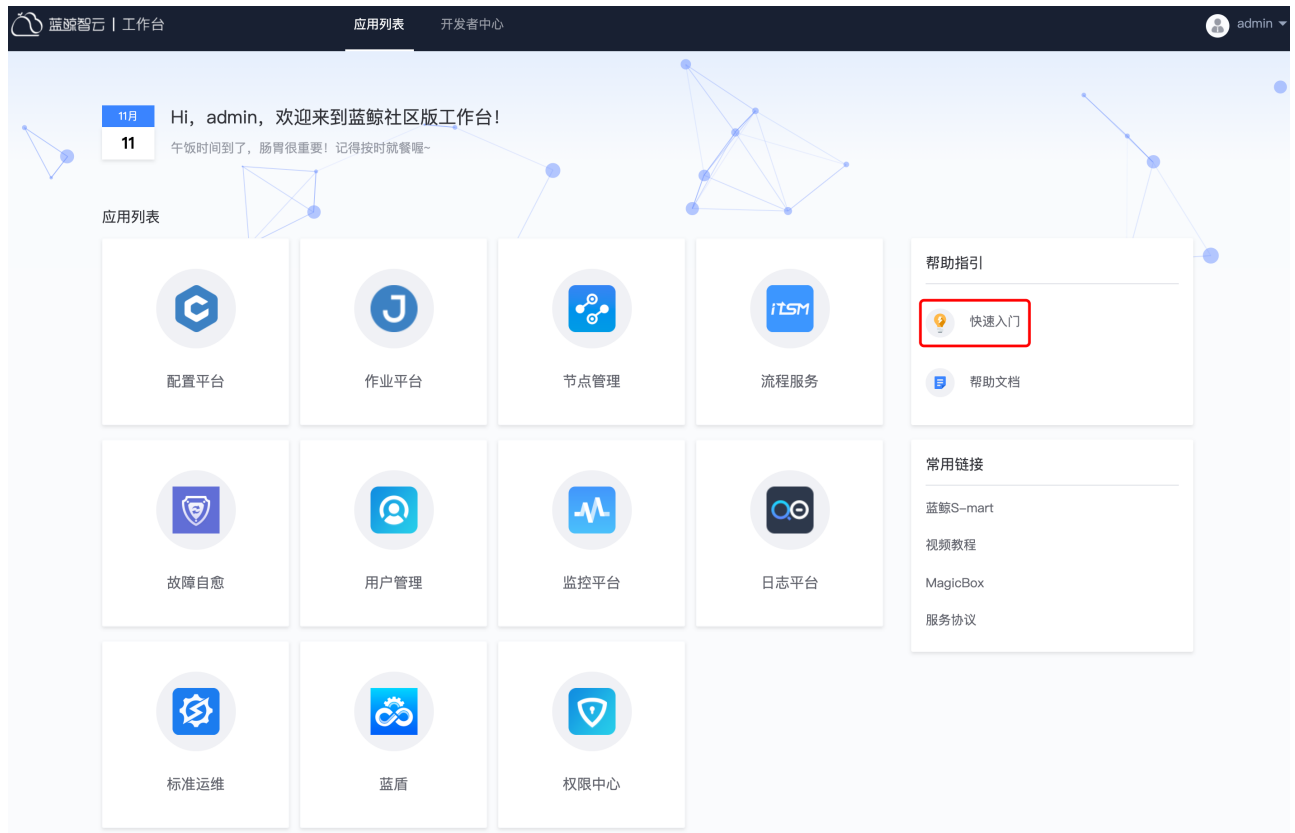 蓝鲸智云 | 工作台
应用列表
开发者中心
admin
11月
11
Hi，admin，欢迎来到蓝鲸社区版工作台！
午饭时间到了，肠胃很重要！记得按时就餐喔~
应用列表
配置平台
作业平台
itsm
节点管理
流程服务
故障自愈
用户管理
监控平台
日志平台
标准运维
蓝盾
权限中心
帮助指引
快速入门
帮助文档
常用链接
蓝鲸S-mart
视频教程
MagicBox
服务协议